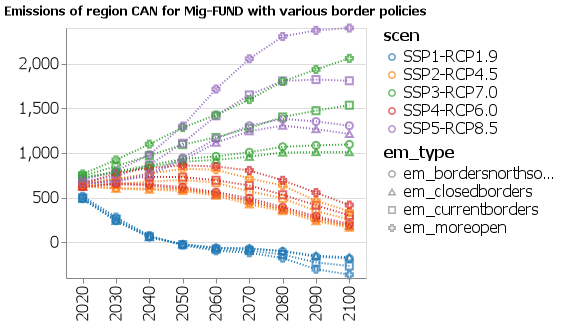 Emissions of region CAN for Mig-FUND with various border policies
scen
SSP1-RCP1.9
SSP2-RCP4.5
SSP3-RCP7.0
SSP4-RCP6.0
SSP5-RCP8.5
em_type
em_bordersnorthso...
em_closedborders
em_currentborders
em_moreopen
2,000
1,500
1,000
500
0
2020
2030
2040
2050
2060
2070
2080
2090
2100